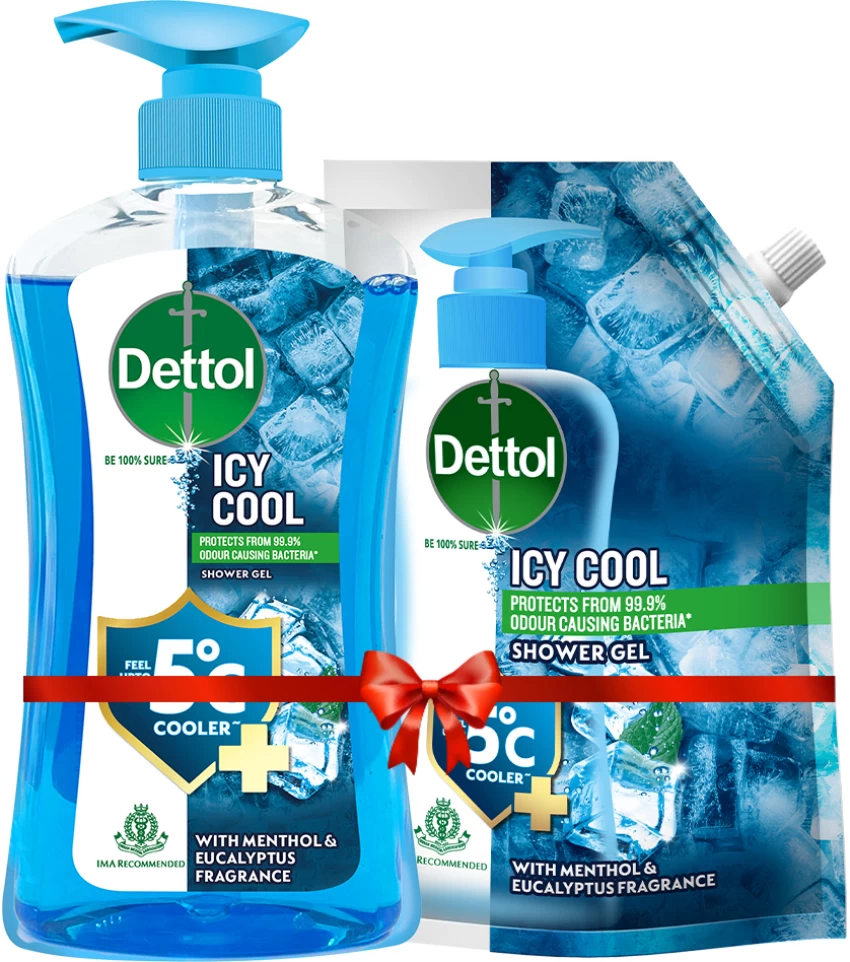 Dettol
BE 100% SURE
ICY
COOL
PROTECTS FROM 99.9%
ODOUR CAUSING BACTERIA*
SHOWER GEL
FEEL
UPTO
5°C
COOLER~
IMA RECOMMENDED
WITH MENTHOL &
EUCALYPTUS
FRAGRANCE
Dettol
BE 100% SURE
ICY COOL
PROTECTS FROM 99.9%
ODOUR CAUSING BACTERIA*
SHOWER GEL
5°C
COOLER~
RECOMMENDED
WITH MENTHOL &
EUCALYPTUS FRAGRANCE